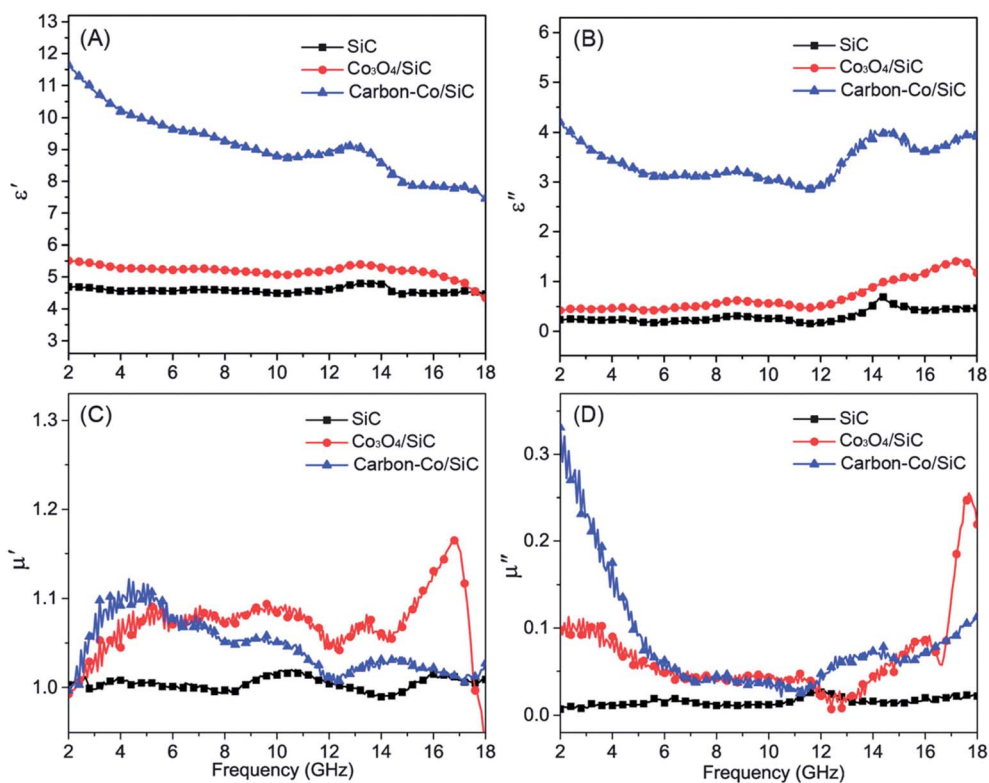 (A)
SiC
Co₃O₄/SiC
Carbon-Co/SiC
13
12
11
10
9
8
7
6
5
4
3
ε′
2 4 6 8 10 12 14 16 18
(B)
SiC
Co₃O₄/SiC
Carbon-Co/SiC
6
5
4
3
2
1
0
ε″
2 4 6 8 10 12 14 16 18
(C)
SiC
Co₃O₄/SiC
Carbon-Co/SiC
1.3
1.2
1.1
1.0
μ′
2 4 6 8 10 12 14 16 18
Frequency (GHz)
(D)
SiC
Co₃O₄/SiC
Carbon-Co/SiC
0.3
0.2
0.1
0.0
μ″
2 4 6 8 10 12 14 16 18
Frequency (GHz)